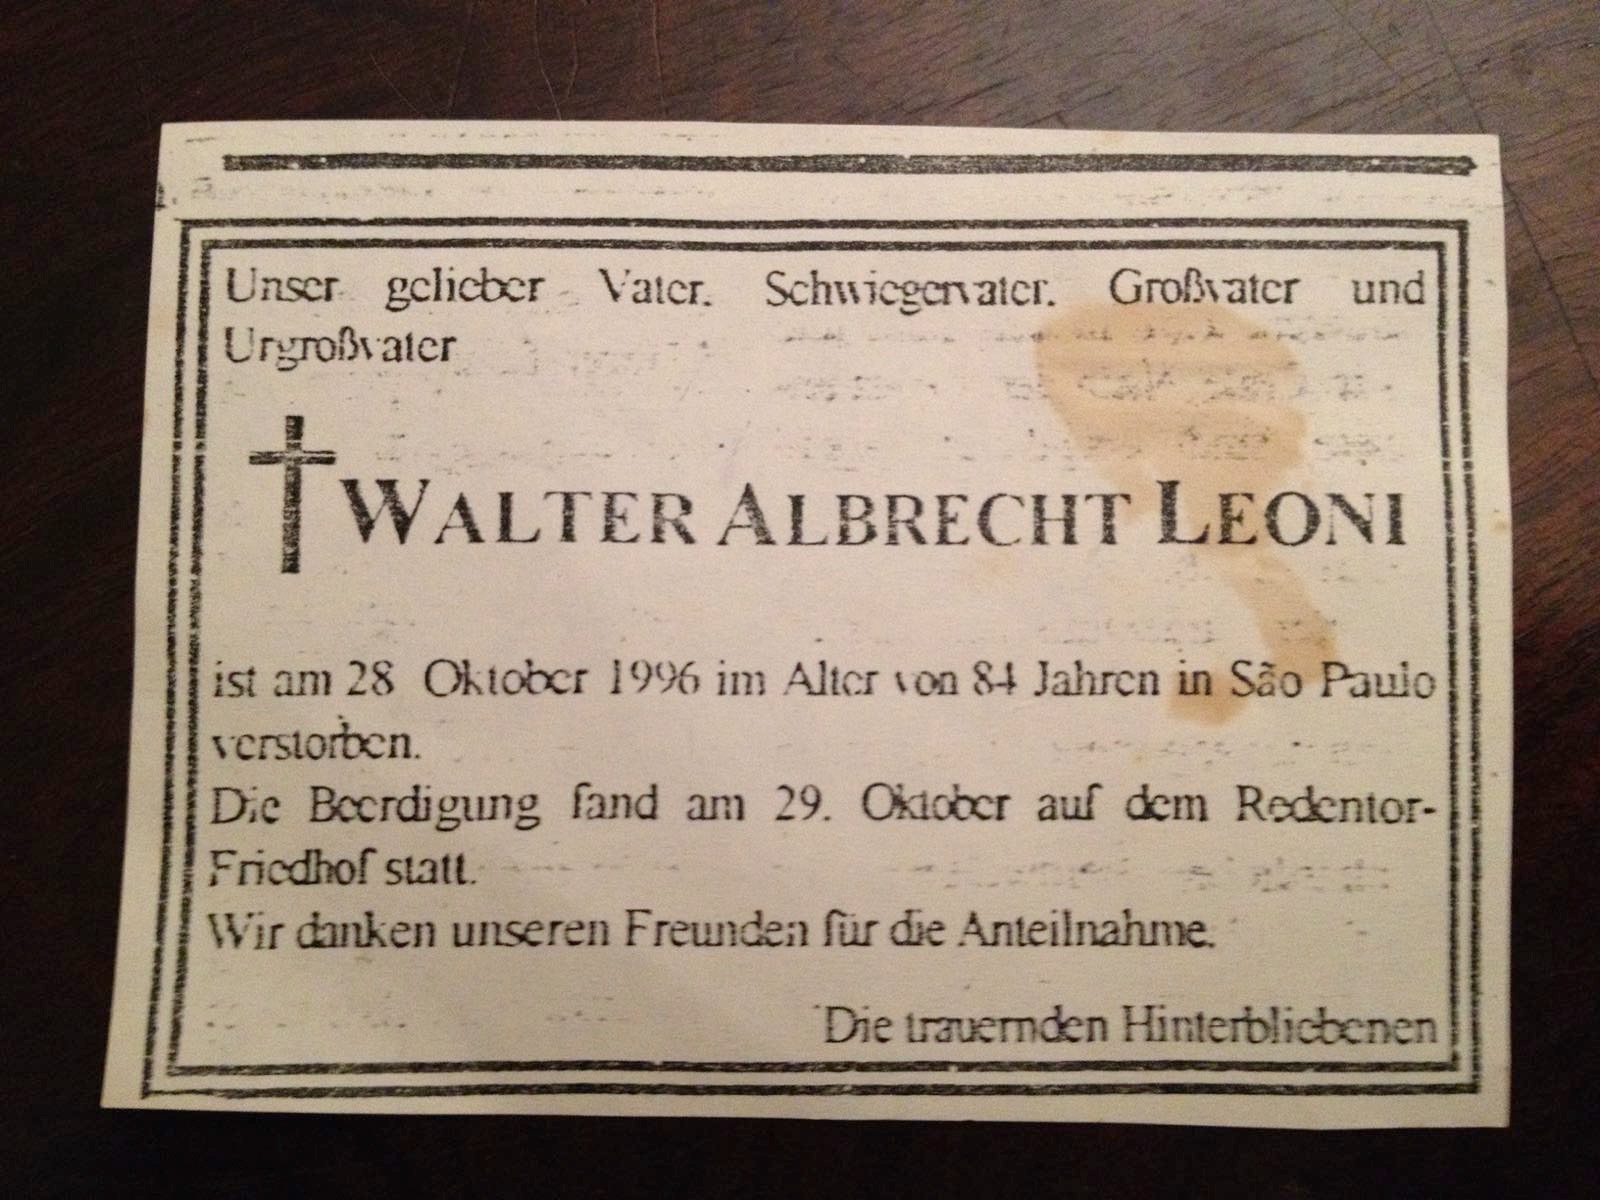 Unser gelieber Vater, Schwiegervater, Großvater und
Urgroßvater
WALTER ALBRECHT LEONI
ist am 28 Oktober 1996 im Alter von 84 Jahren in São Paulo
verstorben.
Die Beerdigung fand am 29. Oktober auf dem Redentor-
Friedhof statt.
Wir danken unseren Freunden für die Anteilnahme.
Die trauernden Hinterbliebenen